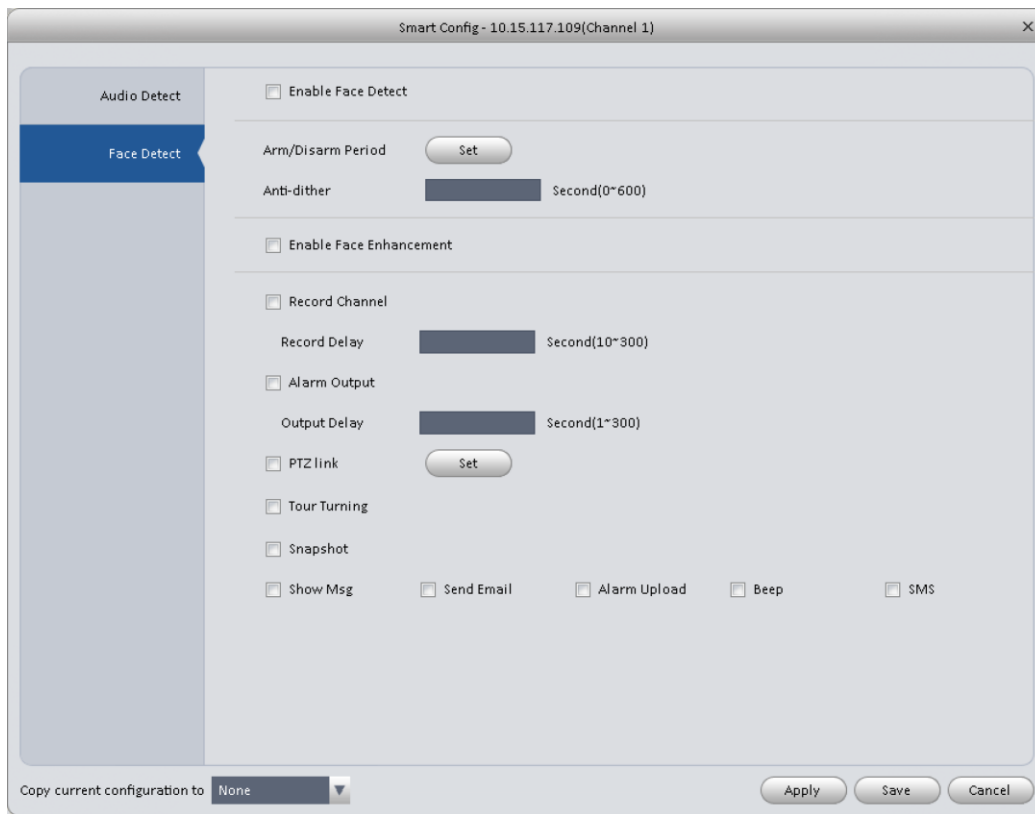 Smart Config - 10.15.117.109(Channel 1)
Audio Detect
Face Detect
Enable Face Detect
Arm/Disarm Period Set
Anti-dither Second(0~600)
Enable Face Enhancement
Record Channel
Record Delay Second(10~300)
Alarm Output
Output Delay Second(1~300)
PTZ link Set
Tour Turning
Snapshot
Show Msg Send Email Alarm Upload Beep SMS
Copy current configuration to None Apply Save Cancel